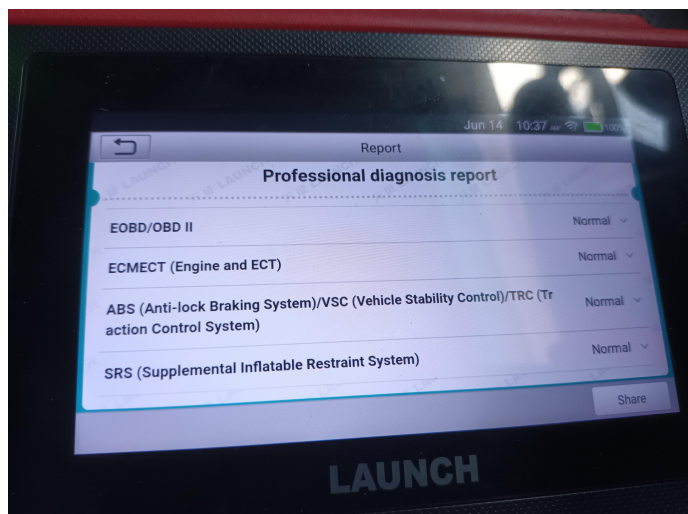 Jun 14 10:37 AM 100%
Report
Professional diagnosis report
EOBD/OBD II
Normal
ECMECT (Engine and ECT)
Normal
ABS (Anti-lock Braking System)/VSC (Vehicle Stability Control)/TRC (Tr
action Control System)
Normal
SRS (Supplemental Inflatable Restraint System)
Normal
Share
LAUNCH